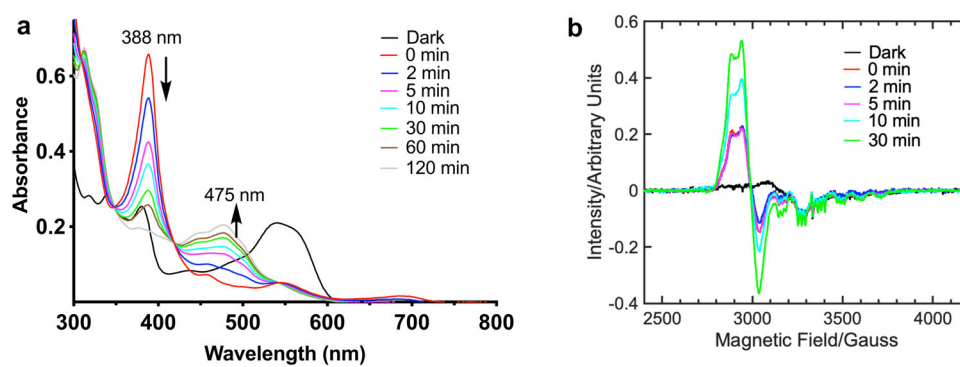 a
388 nm
475 nm
Dark
0 min
2 min
5 min
10 min
30 min
60 min
120 min
Absorbance
0.6
0.4
0.2
300 400 500 600 700 800
Wavelength (nm)
b
Dark
0 min
2 min
5 min
10 min
30 min
Intensity/Arbitrary Units
0.6
0.4
0.2
0
-0.2
-0.4
2500 3000 3500 4000
Magnetic Field/Gauss